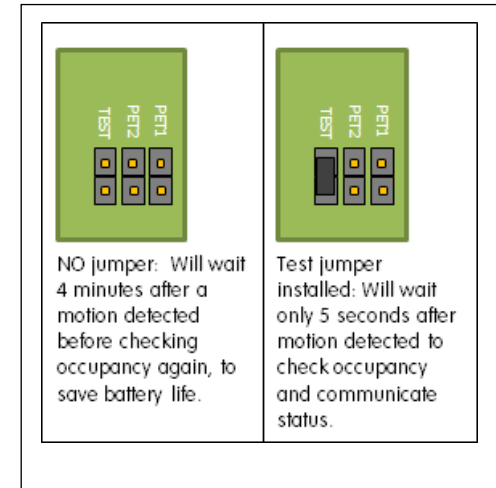 TEST
PET2
PET1
NO jumper: Will wait
4 minutes after a
motion detected
before checking
occupancy again, to
save battery life.
TEST
PET2
PET1
Test jumper
installed: Will wait
only 5 seconds after
motion detected to
check occupancy
and communicate
status.